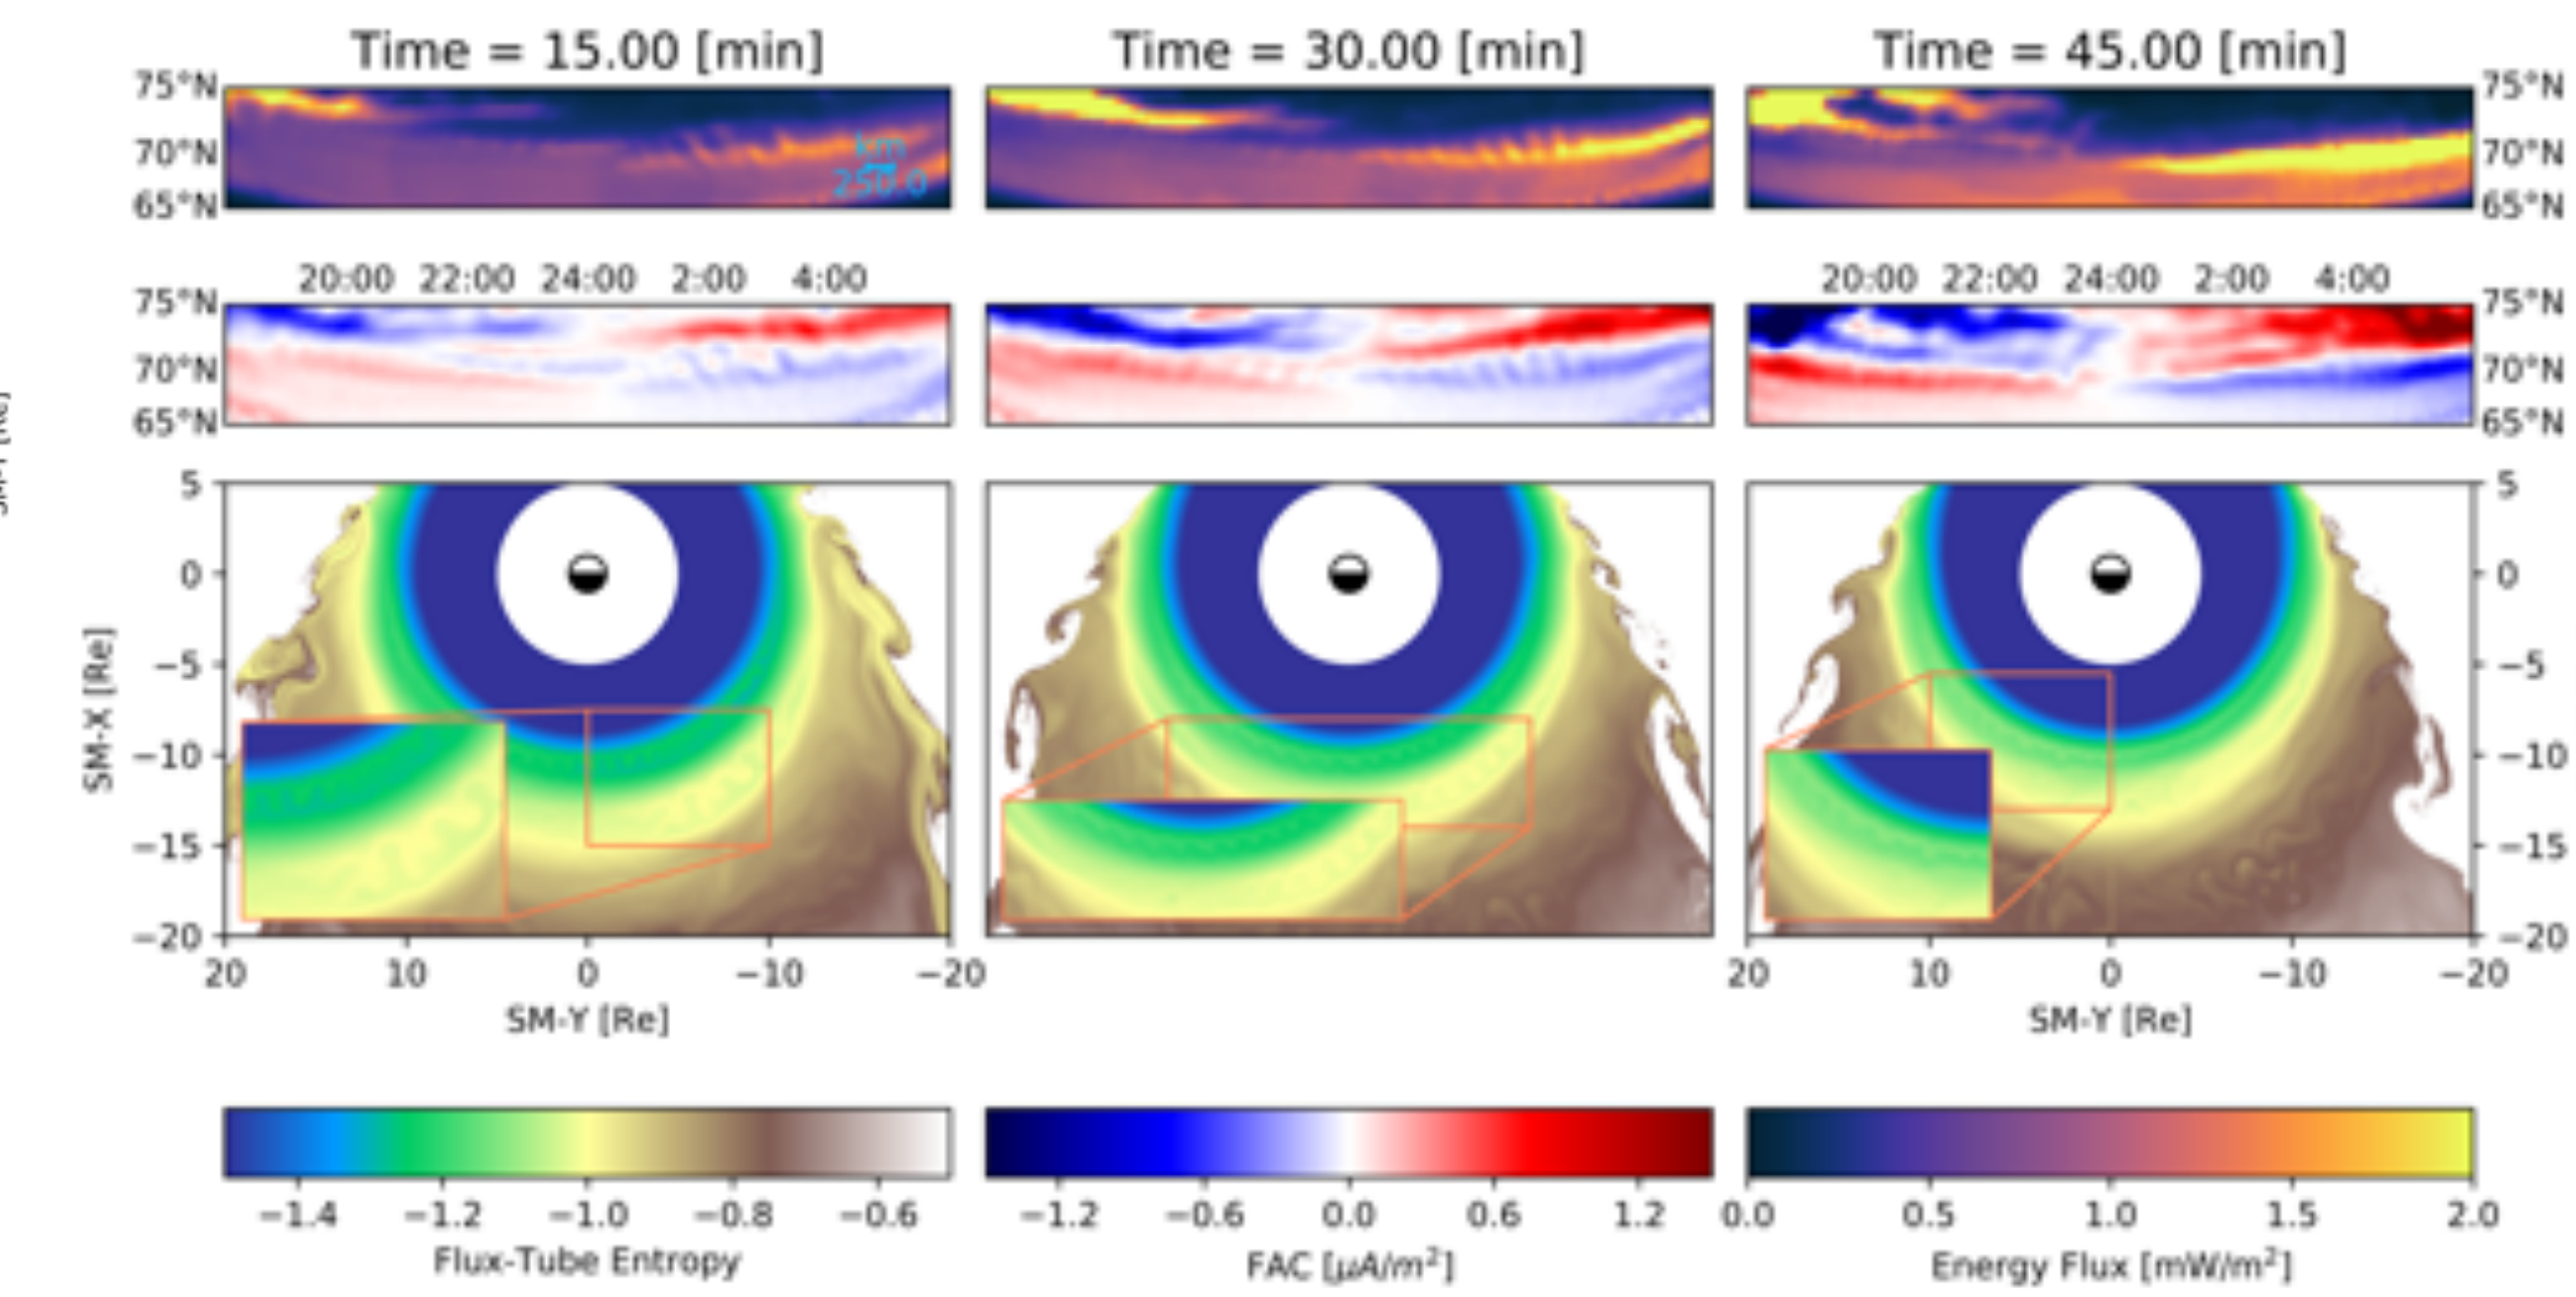 Time = 15.00 [min] Time = 30.00 [min] Time = 45.00 [min]
75°N 75°N
70°N km 70°N
250.0
65°N 65°N
20:00 22:00 24:00 2:00 4:00 20:00 22:00 24:00 2:00 4:00
75°N 75°N
70°N 70°N
65°N 65°N
5 5
0 0
−5 −5
SM-X [Re]
−10 −10
−15 −15
−20 −20
20 10 0 −10 −20 20 10 0 −10 −20
SM-Y [Re] SM-Y [Re]
−1.4 −1.2 −1.0 −0.8 −0.6 −1.2 −0.6 0.0 0.6 1.2 0.0 0.5 1.0 1.5 2.0
Flux-Tube Entropy FAC [μA/m²] Energy Flux [mW/m²]